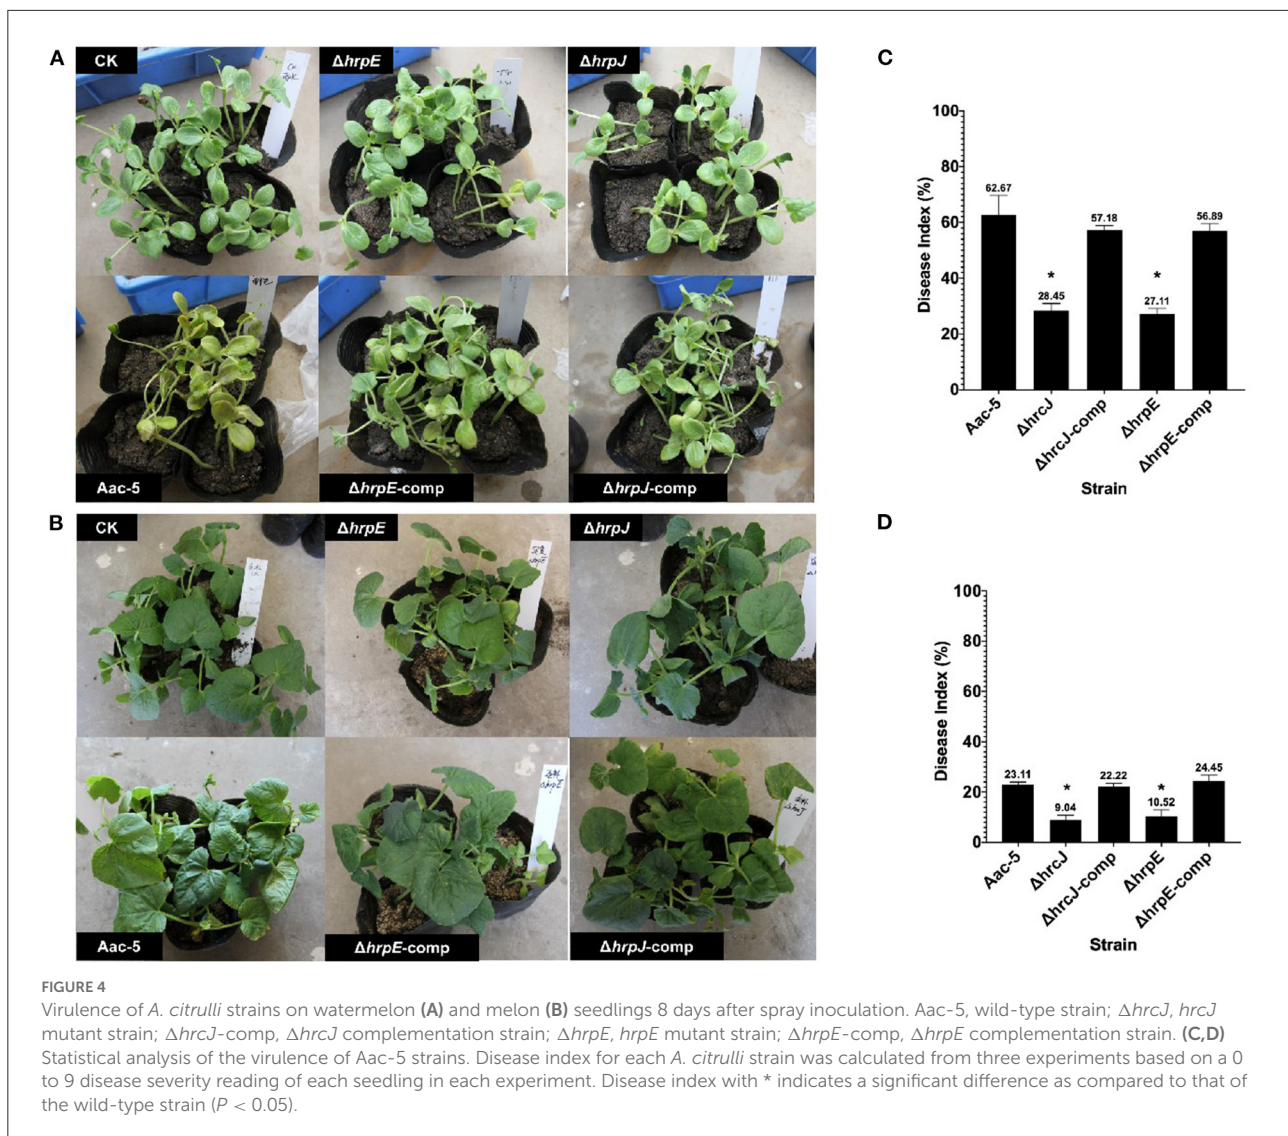 A
CK
ΔhrpE
ΔhrpJ
CK
Aac-5
ΔhrpE-comp
ΔhrpJ-comp
B
CK
ΔhrpE
ΔhrpJ
Aac-5
ΔhrpE-comp
ΔhrpJ-comp
C
Disease Index (%)
100
80
60
40
20
0
62.67
*
28.45
57.18
*
27.11
56.89
Aac-5
ΔhrcJ
ΔhrcJ-comp
ΔhrpE
ΔhrpE-comp
Strain
D
Disease Index (%)
100
80
60
40
20
0
23.11
*
9.04
22.22
*
10.52
24.45
Aac-5
ΔhrcJ
ΔhrcJ-comp
ΔhrpE
ΔhrpE-comp
Strain
FIGURE 4
Virulence of A. citrulli strains on watermelon (A) and melon (B) seedlings 8 days after spray inoculation. Aac-5, wild-type strain; ΔhrcJ, hrcJ
mutant strain; ΔhrcJ-comp, ΔhrcJ complementation strain; ΔhrpE, hrpE mutant strain; ΔhrpE-comp, ΔhrpE complementation strain. (C,D)
Statistical analysis of the virulence of Aac-5 strains. Disease index for each A. citrulli strain was calculated from three experiments based on a 0
to 9 disease severity reading of each seedling in each experiment. Disease index with * indicates a significant difference as compared to that of
the wild-type strain (P < 0.05).